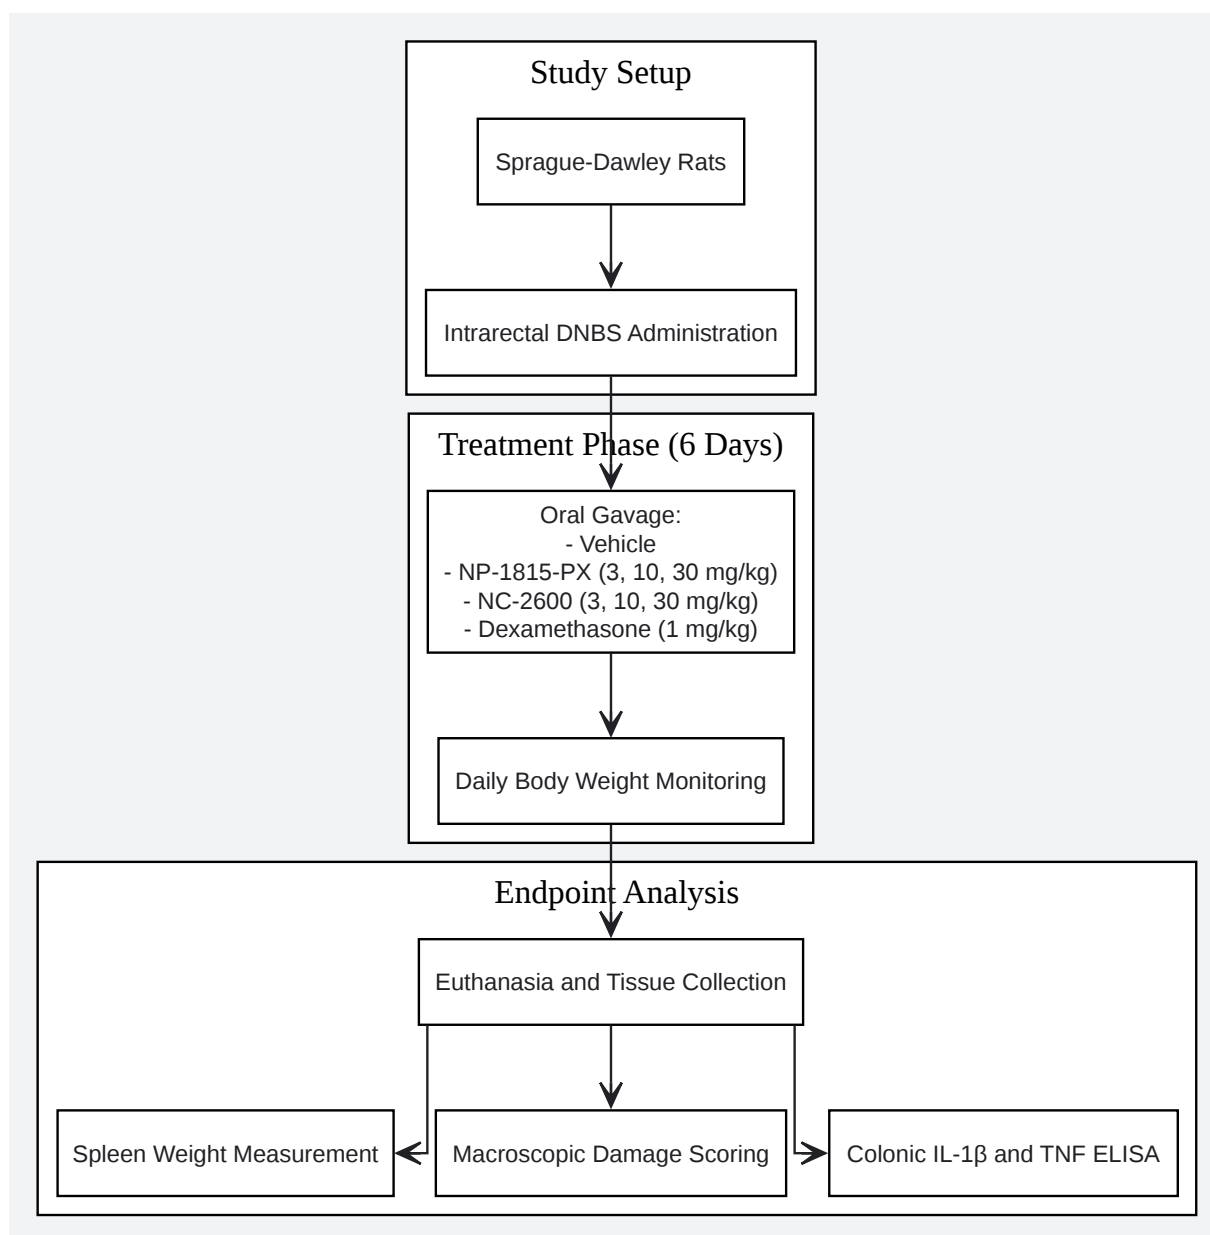 Study Setup
Sprague-Dawley Rats
Intrarectal DNBS Administration
Treatment Phase (6 Days)
Oral Gavage:
- Vehicle
- NP-1815-PX (3, 10, 30 mg/kg)
- NC-2600 (3, 10, 30 mg/kg)
- Dexamethasone (1 mg/kg)
Daily Body Weight Monitoring
Endpoint Analysis
Euthanasia and Tissue Collection
Spleen Weight Measurement
Macroscopic Damage Scoring
Colonic IL-1β and TNF ELISA